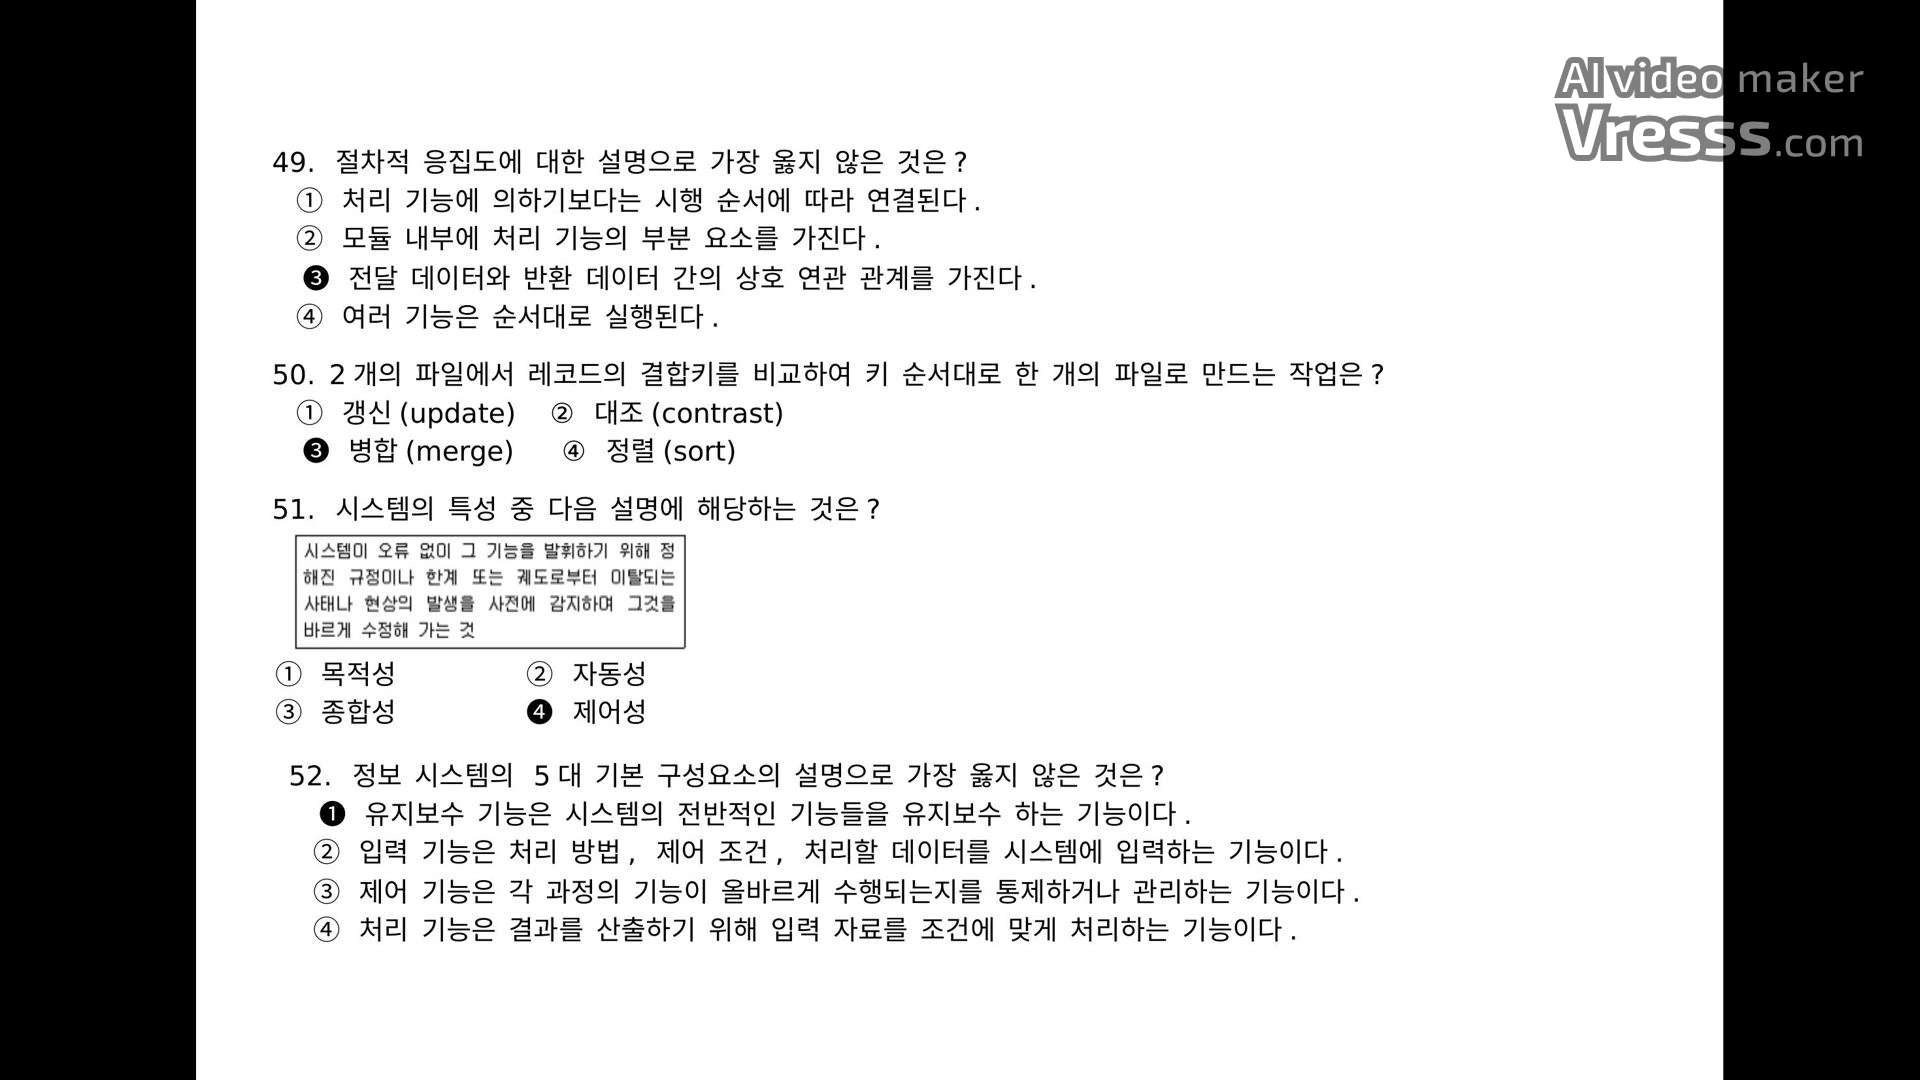 AI video maker
Vresss.com
49. 절차적 응집도에 대한 설명으로 가장 옳지 않은 것은?
① 처리 기능에 의하기보다는 시행 순서에 따라 연결된다.
② 모듈 내부에 처리 기능의 부분 요소를 가진다.
❸ 전달 데이터와 반환 데이터 간의 상호 연관 관계를 가진다.
④ 여러 기능은 순서대로 실행된다.
50. 2개의 파일에서 레코드의 결합키를 비교하여 키 순서대로 한 개의 파일로 만드는 작업은?
① 갱신(update) ② 대조(contrast)
❸ 병합(merge) ④ 정렬(sort)
51. 시스템의 특성 중 다음 설명에 해당하는 것은?
시스템이 오류 없이 그 기능을 발휘하기 위해 정
해진 규정이나 한계 또는 궤도로부터 이탈되는
사태나 현상의 발생을 사전에 감지하며 그것을
바르게 수정해 가는 것
① 목적성 ② 자동성
③ 종합성 ❹ 제어성
52. 정보 시스템의 5대 기본 구성요소의 설명으로 가장 옳지 않은 것은?
❶ 유지보수 기능은 시스템의 전반적인 기능들을 유지보수 하는 기능이다.
② 입력 기능은 처리 방법, 제어 조건, 처리할 데이터를 시스템에 입력하는 기능이다.
③ 제어 기능은 각 과정의 기능이 올바르게 수행되는지를 통제하거나 관리하는 기능이다.
④ 처리 기능은 결과를 산출하기 위해 입력 자료를 조건에 맞게 처리하는 기능이다.